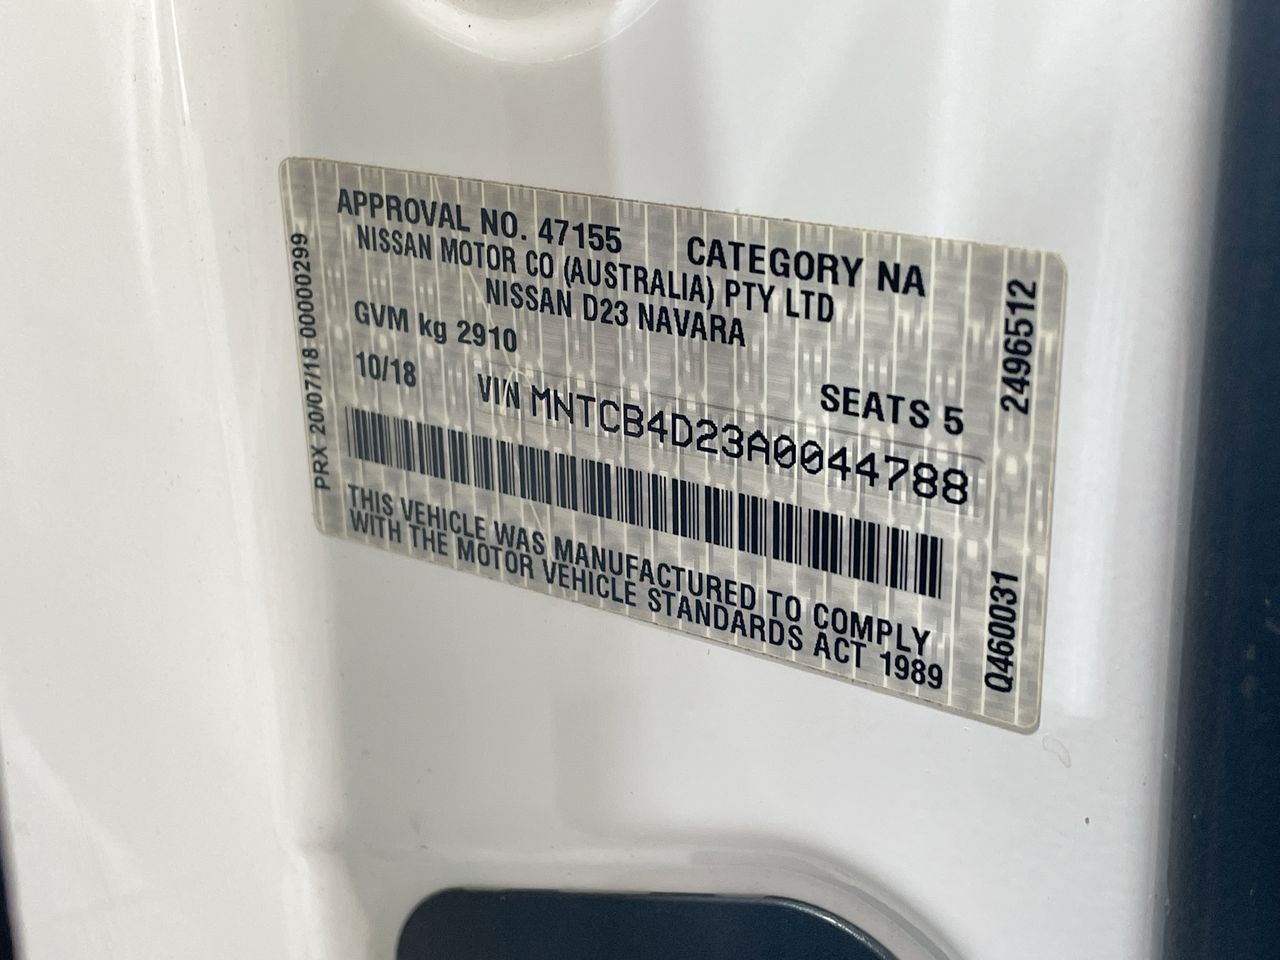 APPROVAL NO. 47155 CATEGORY NA
NISSAN MOTOR CO (AUSTRALIA) PTY LTD
NISSAN D23 NAVARA
GVM kg 2910
10/18 SEATS 5
VIN MNTCB4D23A0044788
THIS VEHICLE WAS MANUFACTURED TO COMPLY
WITH THE MOTOR VEHICLE STANDARDS ACT 1989
PRX 20/07/18 00000299
2496512
Q460031